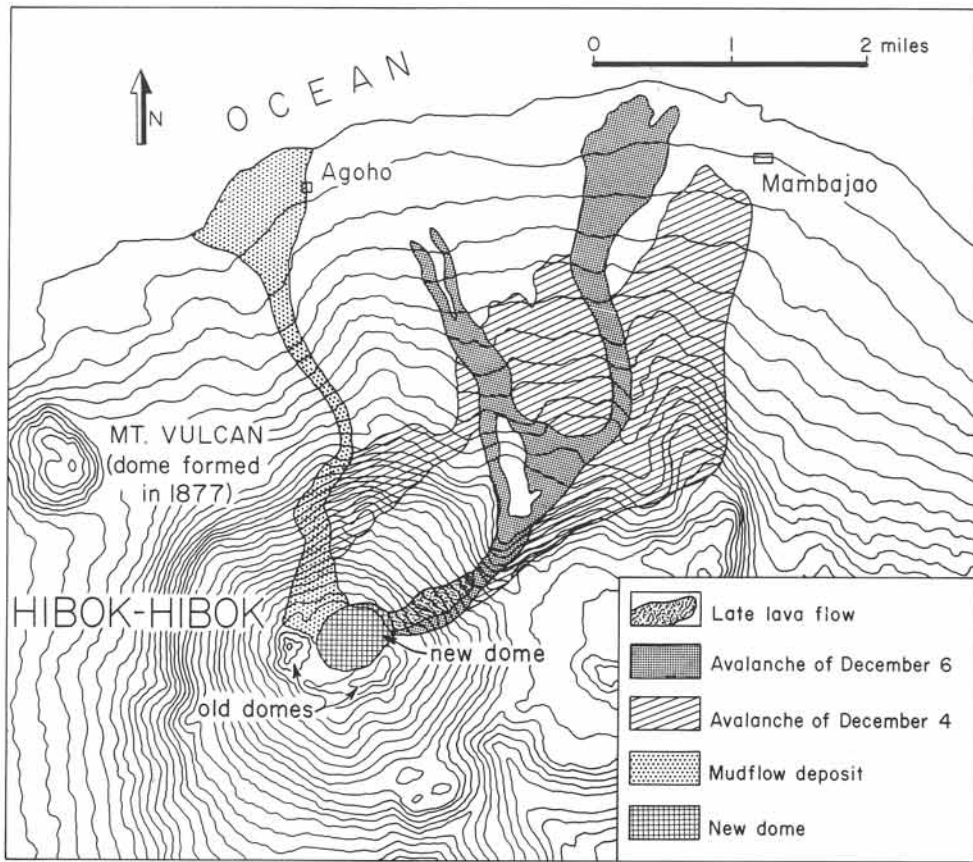 0 1 2 miles
OCEAN
N
Agoho
Mambajao
MT. VULCAN
(dome formed
in 1877)
HIBOK-HIBOK
new dome
old domes
Late lava flow
Avalanche of December 6
Avalanche of December 4
Mudflow deposit
New dome